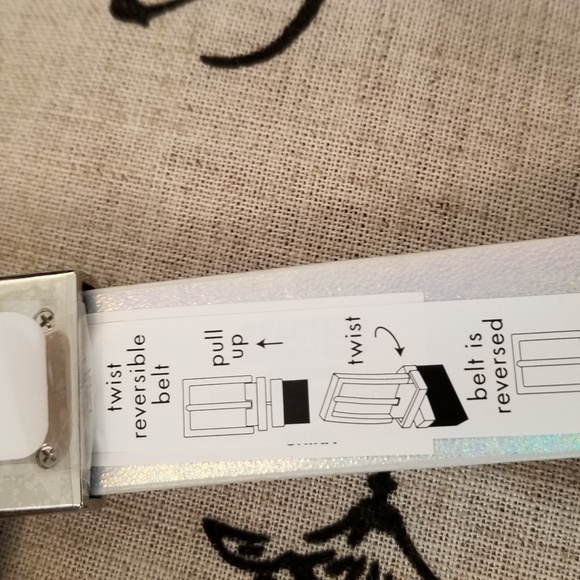 twist
reversible
belt
pull
up
twist
belt is
reversed